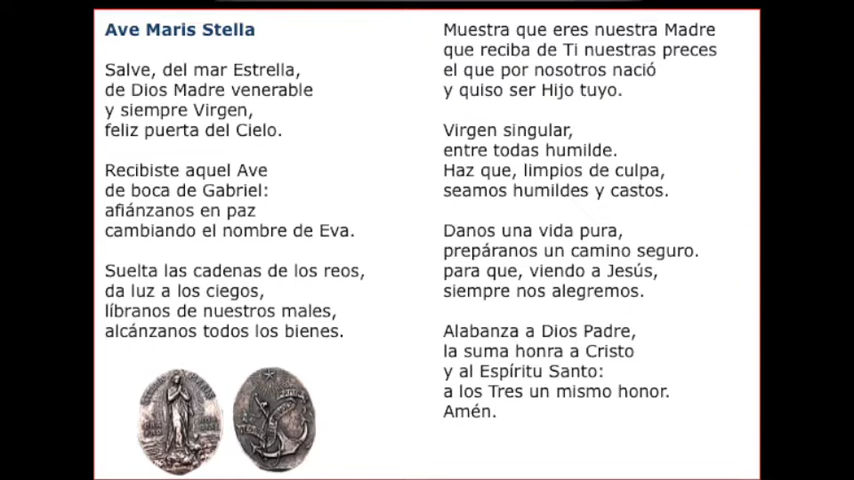 Ave Maris Stella
Salve, del mar Estrella,
de Dios Madre venerable
y siempre Virgen,
feliz puerta del Cielo.
Recibiste aquel Ave
de boca de Gabriel:
afiánzanos en paz
cambiando el nombre de Eva.
Suelta las cadenas de los reos,
da luz a los ciegos,
líbranos de nuestros males,
alcánzanos todos los bienes.
Muestra que eres nuestra Madre
que reciba de Ti nuestras preces
el que por nosotros nació
y quiso ser Hijo tuyo.
Virgen singular,
entre todas humilde.
Haz que, limpios de culpa,
seamos humildes y castos.
Danos una vida pura,
prepáranos un camino seguro.
para que, viendo a Jesús,
siempre nos alegremos.
Alabanza a Dios Padre,
la suma honra a Cristo
y al Espíritu Santo:
a los Tres un mismo honor.
Amén.